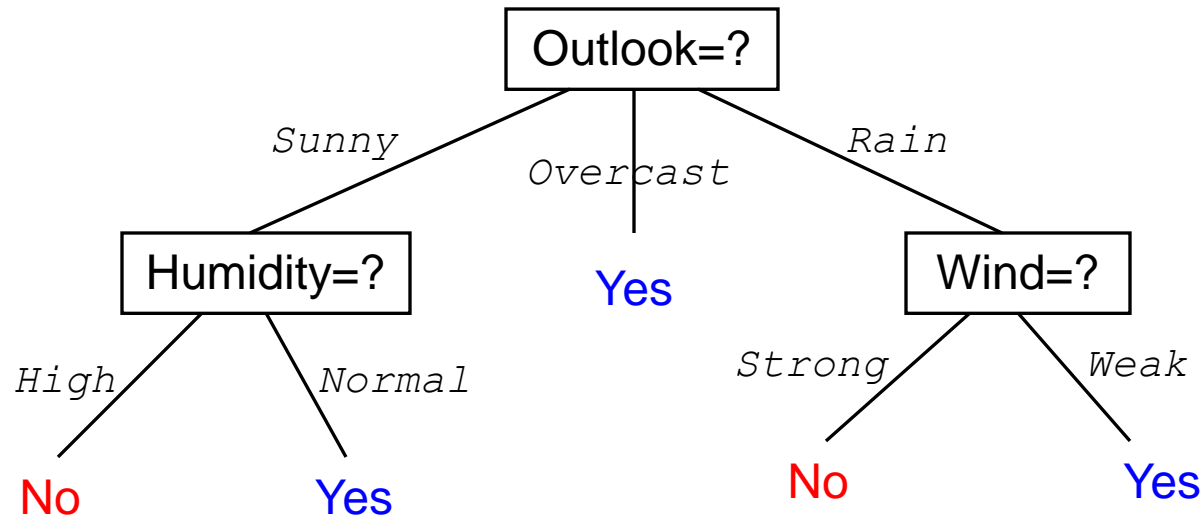 Outlook=?
Sunny
Overcast
Rain
Humidity=?
Yes
Wind=?
High
Normal
Strong
Weak
No
Yes
No
Yes